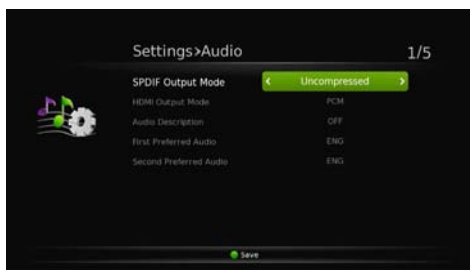 Settings>Audio 1/5
SPDIF Output Mode Uncompressed
HDMI Output Mode PCM
Audio Description OFF
First Preferred Audio ENG
Second Preferred Audio ENG
Save